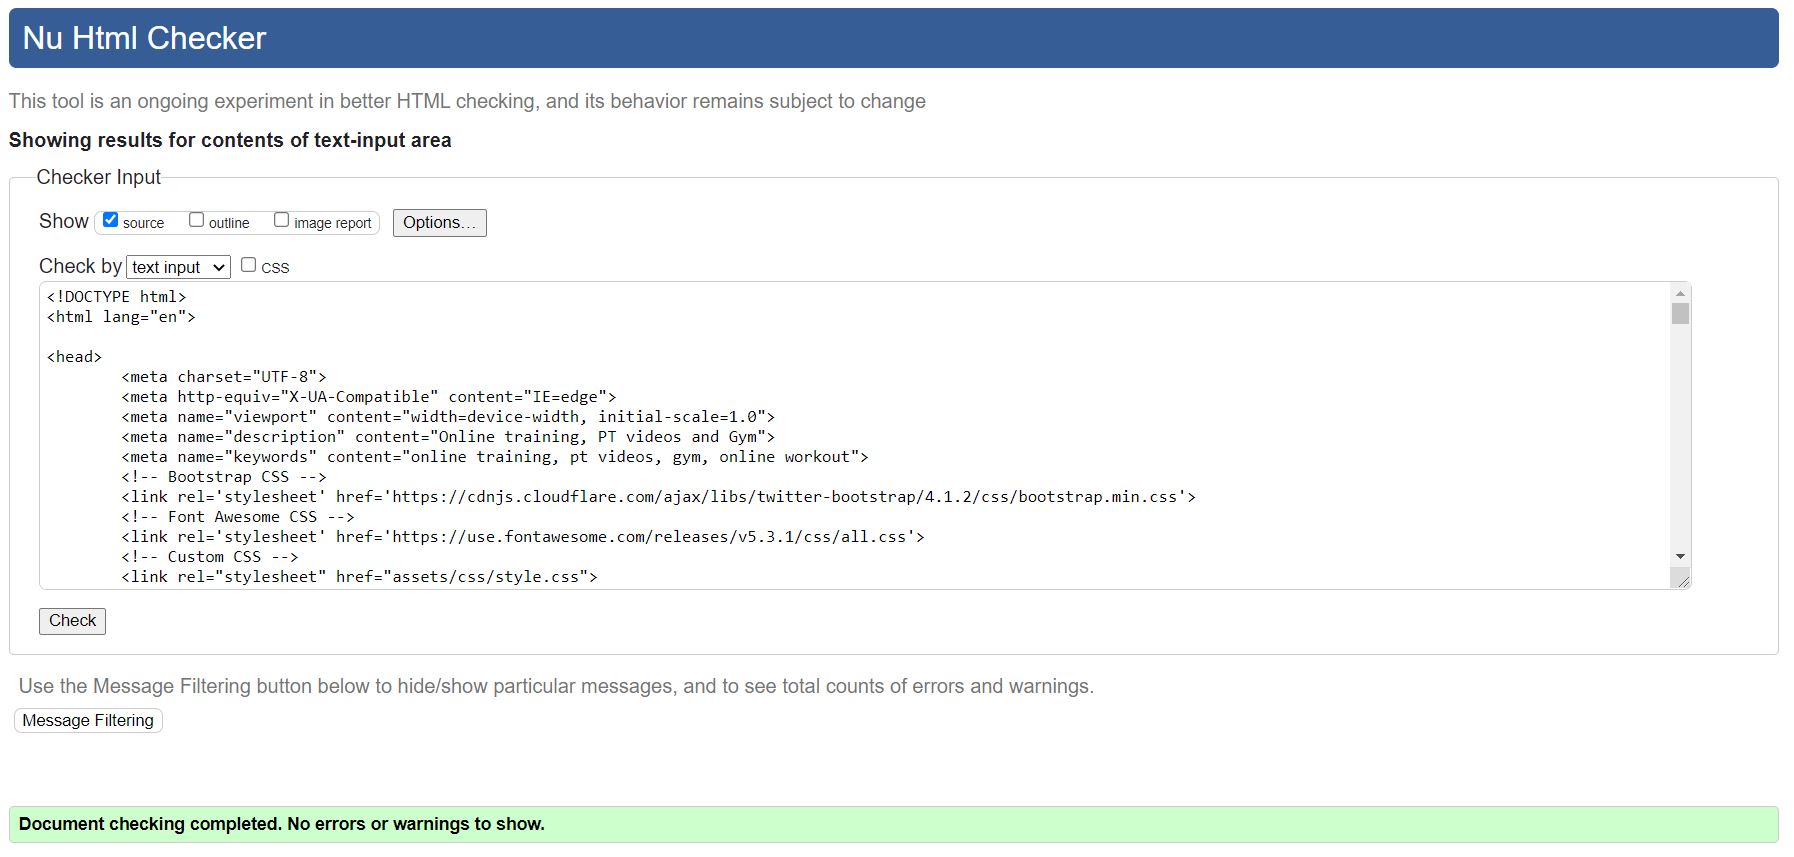 Nu Html Checker
This tool is an ongoing experiment in better HTML checking, and its behavior remains subject to change
Showing results for contents of text-input area
Checker Input
Show source outline image report Options...
Check by text input CSS
<!DOCTYPE html>
<html lang="en">
<head>
<meta charset="UTF-8">
<meta http-equiv="X-UA-Compatible" content="IE=edge">
<meta name="viewport" content="width=device-width, initial-scale=1.0">
<meta name="description" content="Online training, PT videos and Gym">
<meta name="keywords" content="online training, pt videos, gym, online workout">
<!-- Bootstrap CSS -->
<link rel='stylesheet' href='https://cdnjs.cloudflare.com/ajax/libs/twitter-bootstrap/4.1.2/css/bootstrap.min.css'>
<!-- Font Awesome CSS -->
<link rel='stylesheet' href='https://use.fontawesome.com/releases/v5.3.1/css/all.css'>
<!-- Custom CSS -->
<link rel="stylesheet" href="assets/css/style.css">
Check
Use the Message Filtering button below to hide/show particular messages, and to see total counts of errors and warnings.
Message Filtering
Document checking completed. No errors or warnings to show.